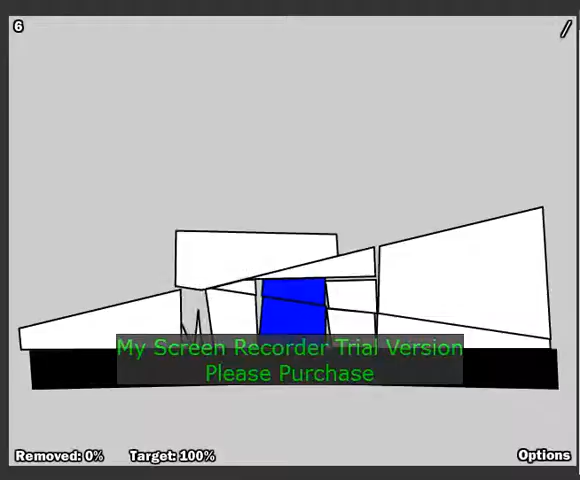 6
/
My Screen Recorder Trial Version
Please Purchase
Removed: 0% Target: 100%
Options